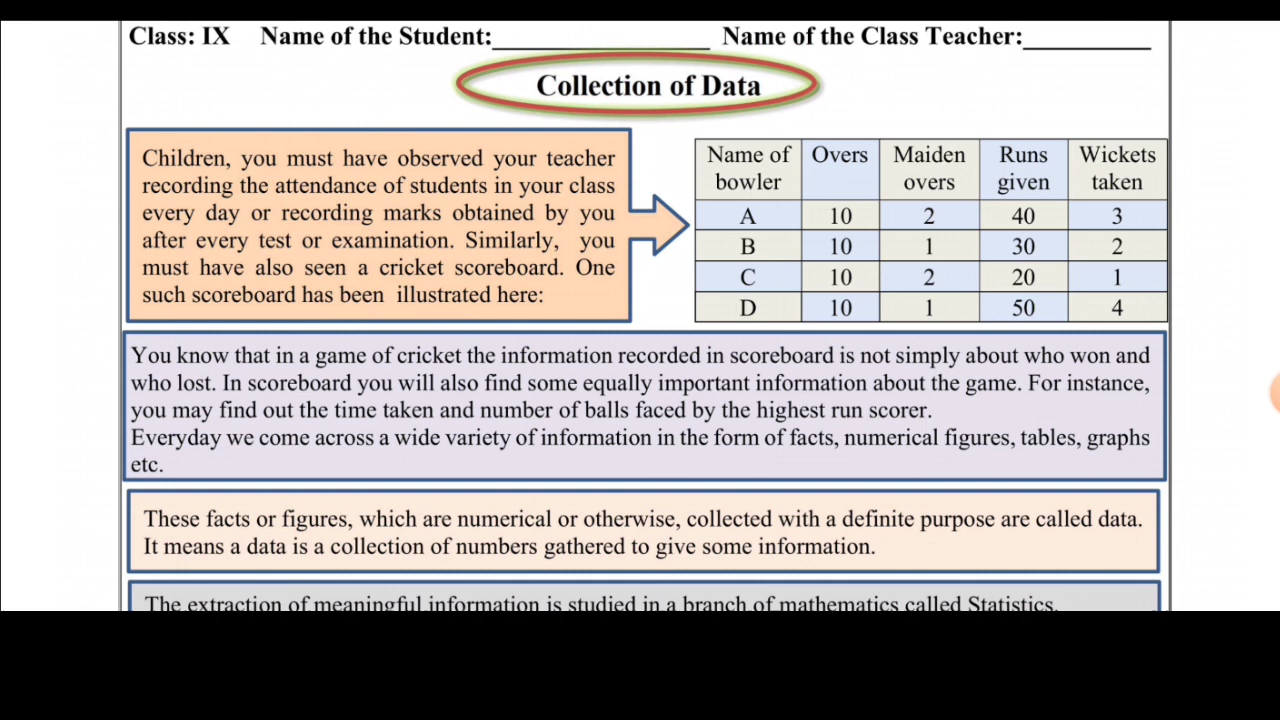 Class: IX Name of the Student:_________________ Name of the Class Teacher:__________
Collection of Data
Children, you must have observed your teacher
recording the attendance of students in your class
every day or recording marks obtained by you
after every test or examination. Similarly, you
must have also seen a cricket scoreboard. One
such scoreboard has been illustrated here:
Name of bowler Overs Maiden overs Runs given Wickets taken
A 10 2 40 3
B 10 1 30 2
C 10 2 20 1
D 10 1 50 4
You know that in a game of cricket the information recorded in scoreboard is not simply about who won and
who lost. In scoreboard you will also find some equally important information about the game. For instance,
you may find out the time taken and number of balls faced by the highest run scorer.
Everyday we come across a wide variety of information in the form of facts, numerical figures, tables, graphs
etc.
These facts or figures, which are numerical or otherwise, collected with a definite purpose are called data.
It means a data is a collection of numbers gathered to give some information.
The extraction of meaningful information is studied in a branch of mathematics called Statistics.